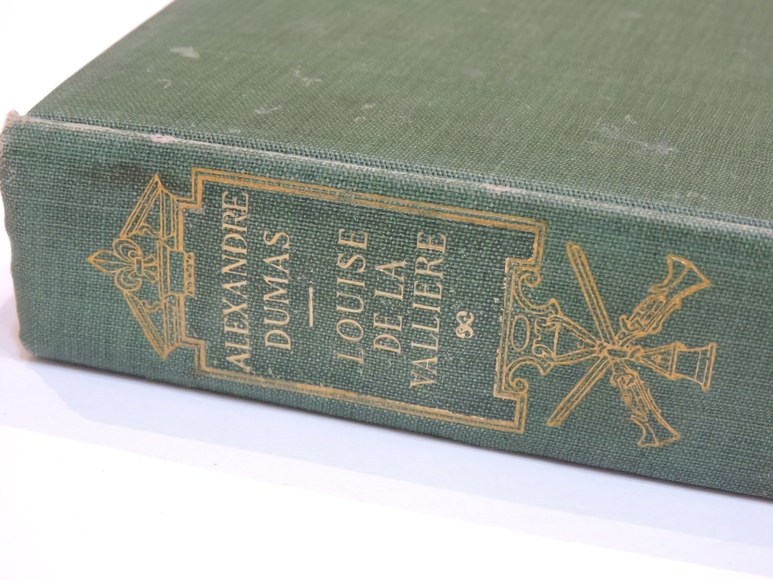 ALEXANDRE
DUMAS
LOUISE
DE LA
VALLIERE